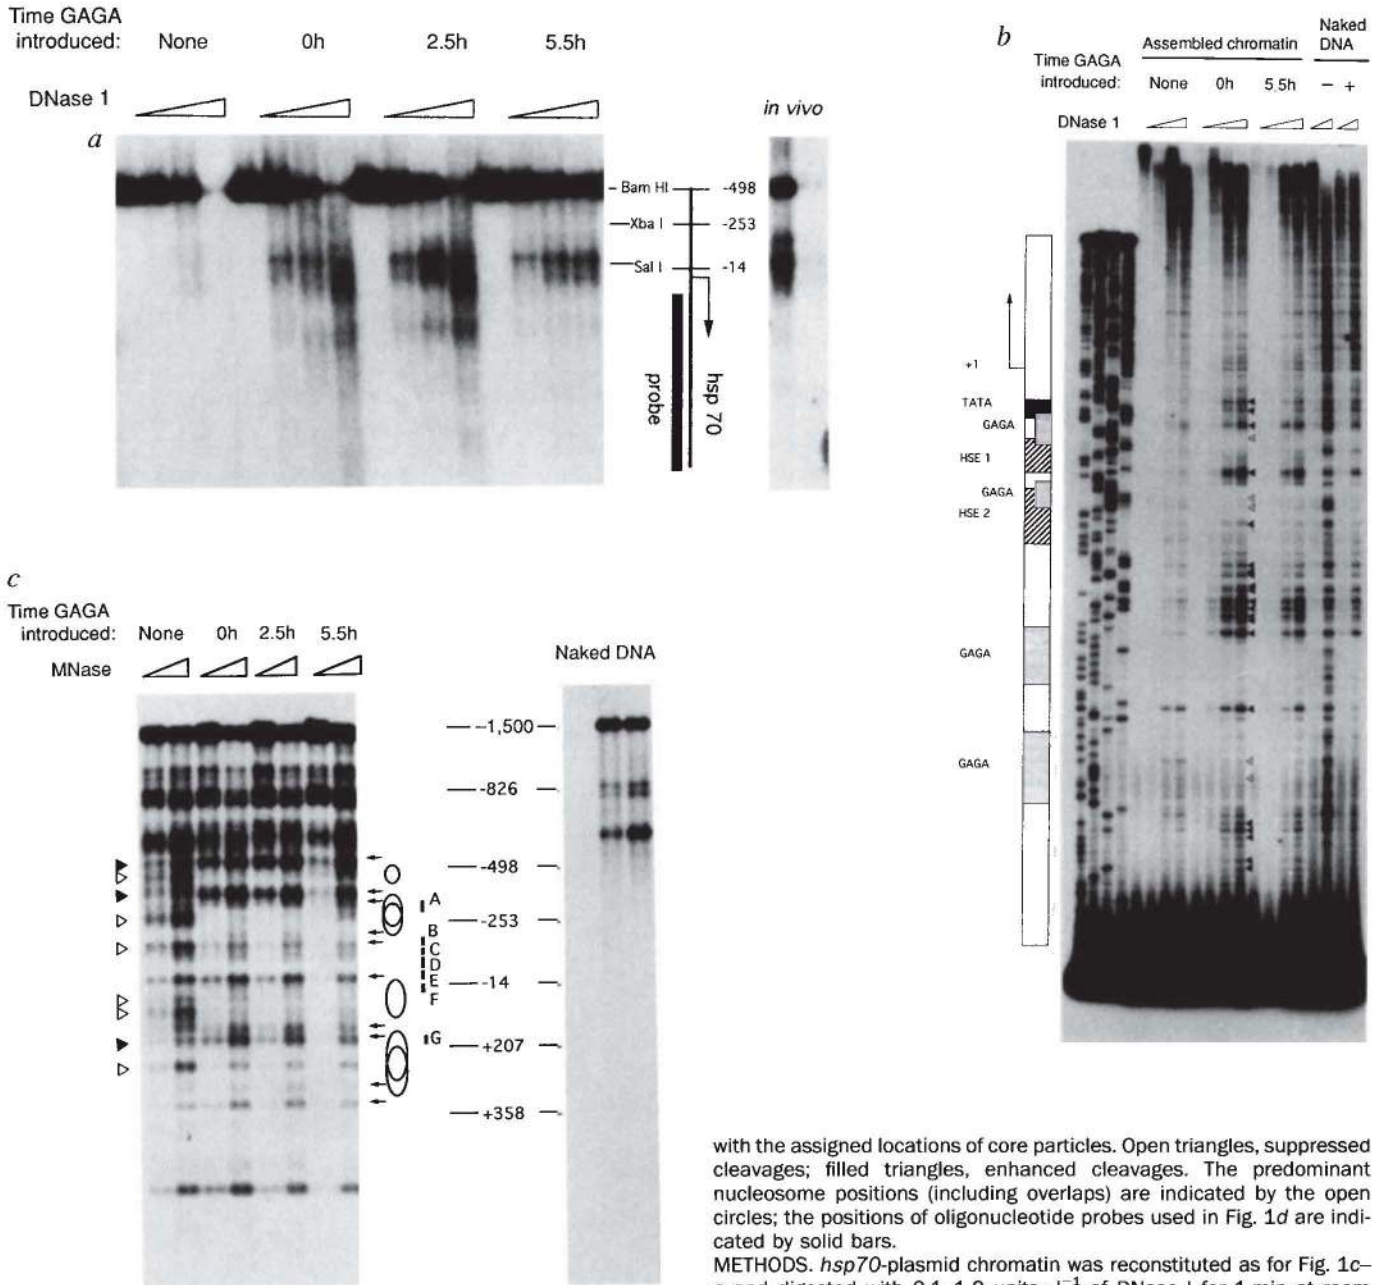 Time GAGA
introduced: None 0h 2.5h 5.5h
DNase 1
a
in vivo
Bam HI -498
Xba I -253
Sal I -14
probe
hsp 70
b
Assembled chromatin
Naked
DNA
Time GAGA
introduced: None 0h 5.5h − +
DNase 1
+1
TATA
GAGA
HSE 1
GAGA
HSE 2
GAGA
GAGA
c
Time GAGA
introduced: None 0h 2.5h 5.5h
MNase
Naked DNA
-1,500
-826
-498
A
-253
B
C
D
E
-14
F
G
+207
+358
with the assigned locations of core particles. Open triangles, suppressed
cleavages; filled triangles, enhanced cleavages. The predominant
nucleosome positions (including overlaps) are indicated by the open
circles; the positions of oligonucleotide probes used in Fig. 1d are indi-
cated by solid bars.
METHODS. hsp70-plasmid chromatin was reconstituted as for Fig. 1c–